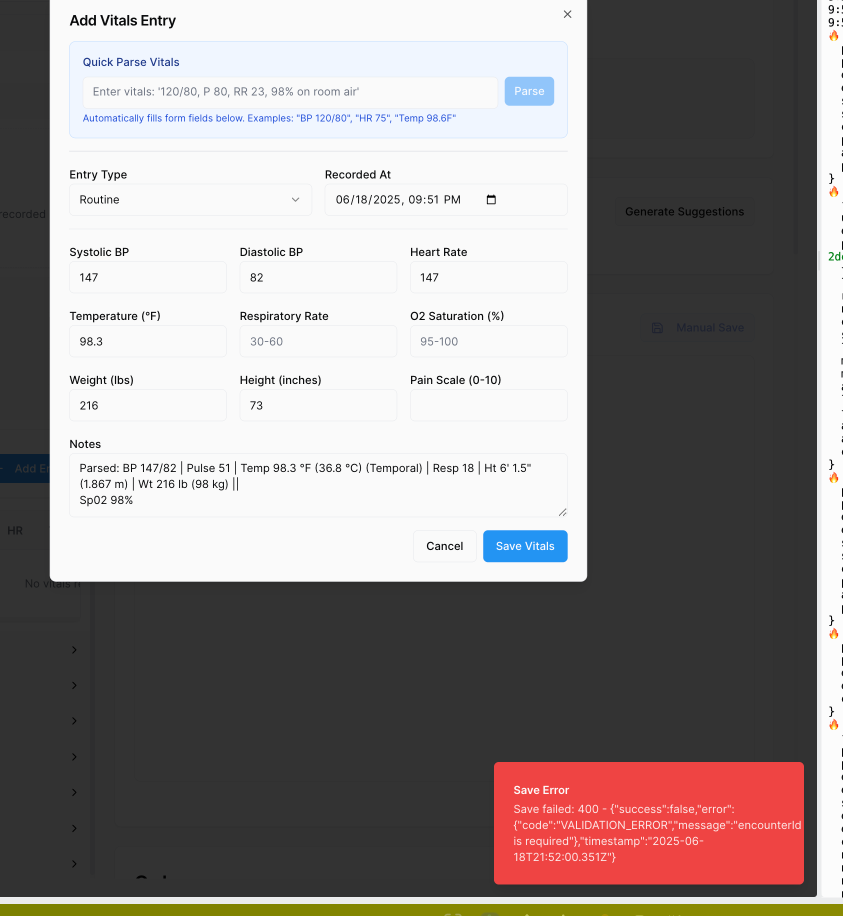 Add Vitals Entry
Quick Parse Vitals
Enter vitals: '120/80, P 80, RR 23, 98% on room air'
Parse
Automatically fills form fields below. Examples: "BP 120/80", "HR 75", "Temp 98.6F"
Entry Type
Recorded At
Routine
06/18/2025, 09:51 PM
recorded
Generate Suggestions
Systolic BP
Diastolic BP
Heart Rate
147
82
147
Temperature (°F)
Respiratory Rate
O2 Saturation (%)
Manual Save
98.3
30-60
95-100
Weight (lbs)
Height (inches)
Pain Scale (0-10)
216
73
Notes
Parsed: BP 147/82 | Pulse 51 | Temp 98.3 °F (36.8 °C) (Temporal) | Resp 18 | Ht 6' 1.5"
(1.867 m) | Wt 216 lb (98 kg) ||
Sp02 98%
Add
HR
Cancel
Save Vitals
No vitals
Save Error
Save failed: 400 - {"success":false,"error":
{"code":"VALIDATION_ERROR","message":"encounterId
is required"},"timestamp":"2025-06-
18T21:52:00.351Z"}